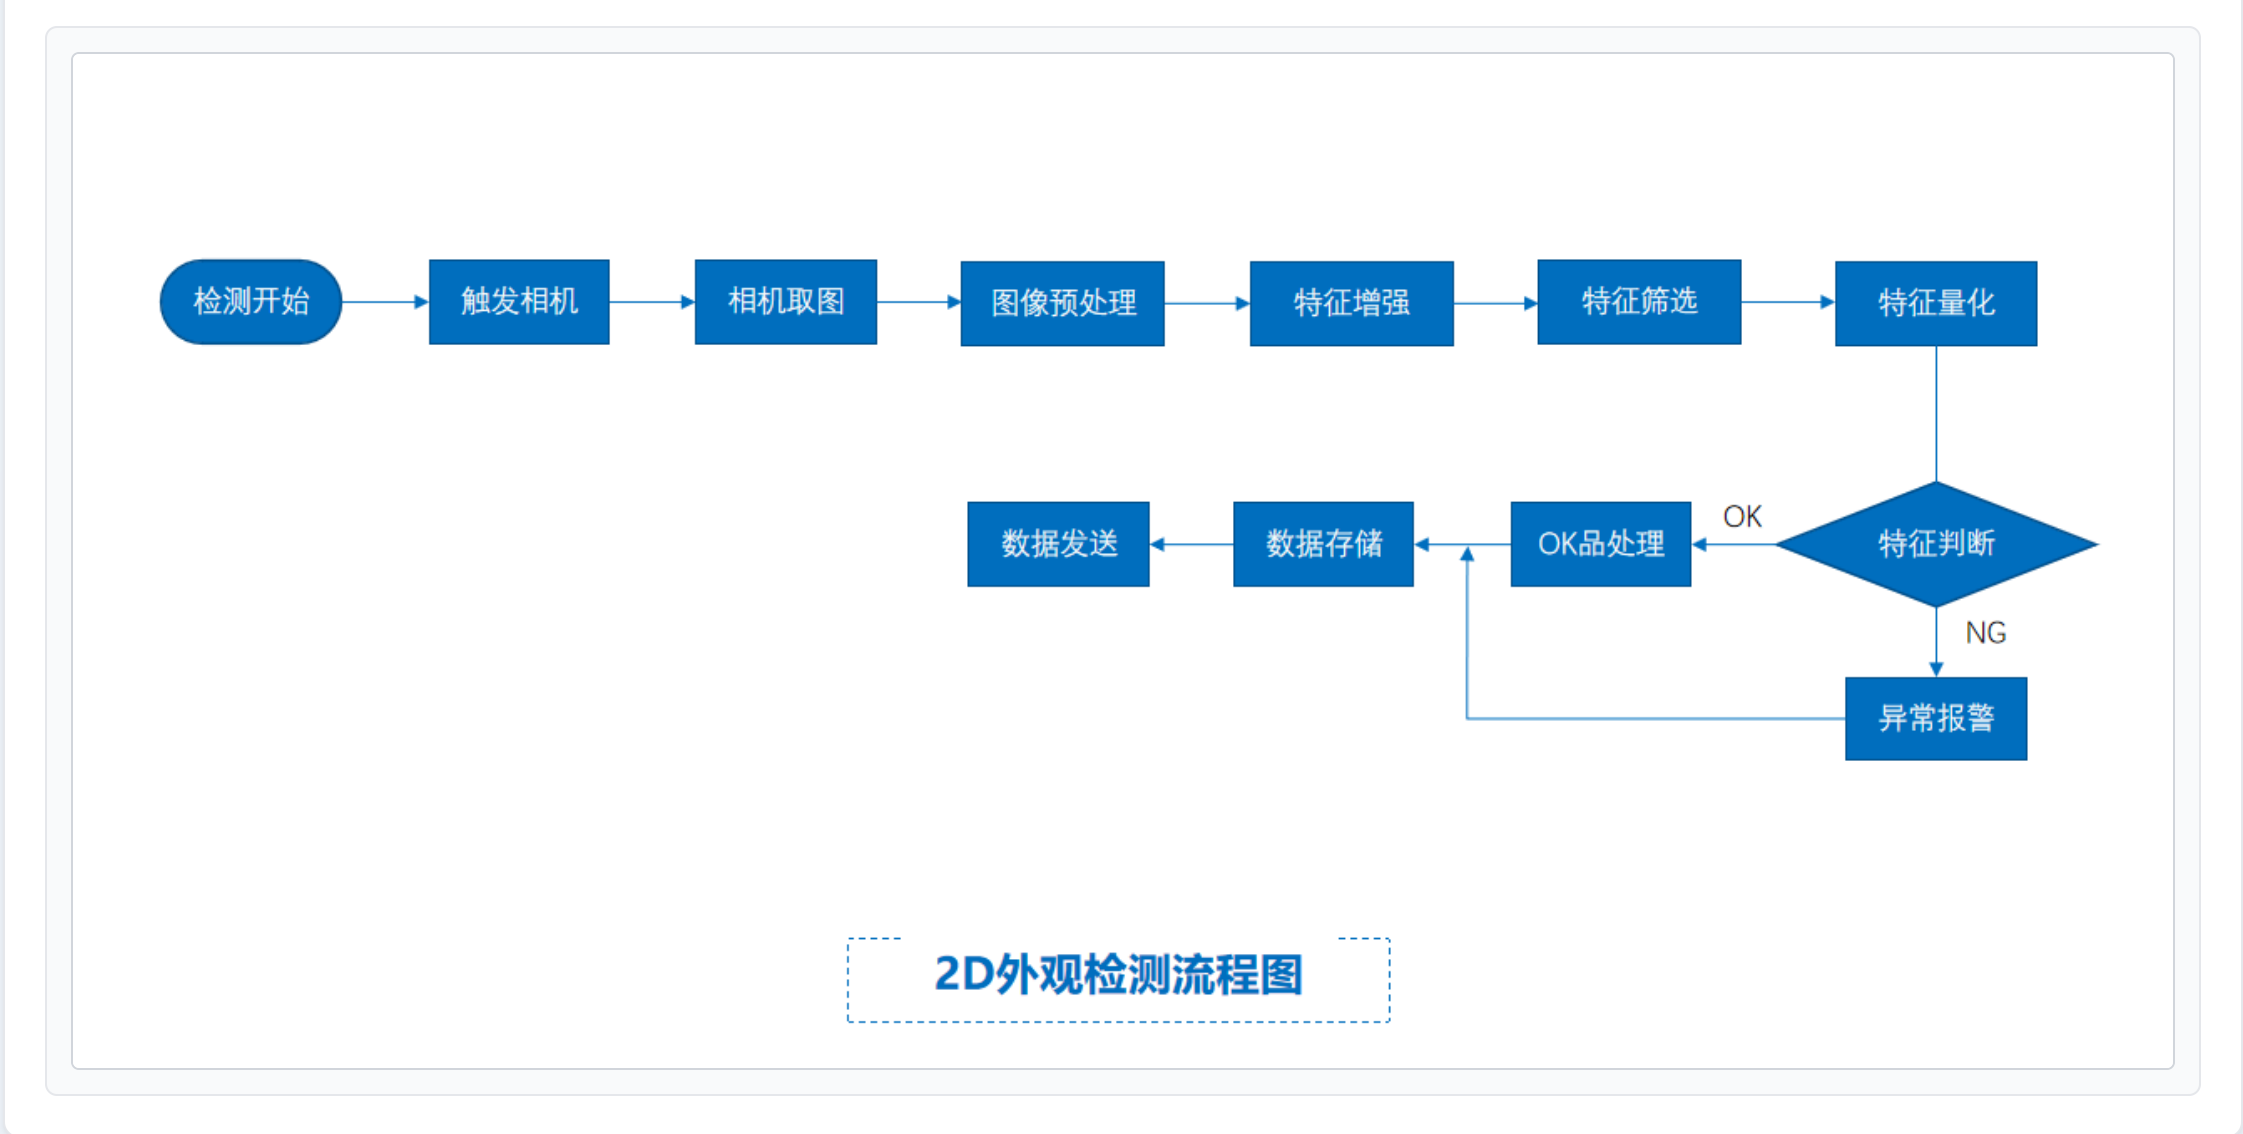 检测开始
触发相机
相机取图
图像预处理
特征增强
特征筛选
特征量化
数据发送
数据存储
OK品处理
OK
特征判断
NG
异常报警
2D外观检测流程图